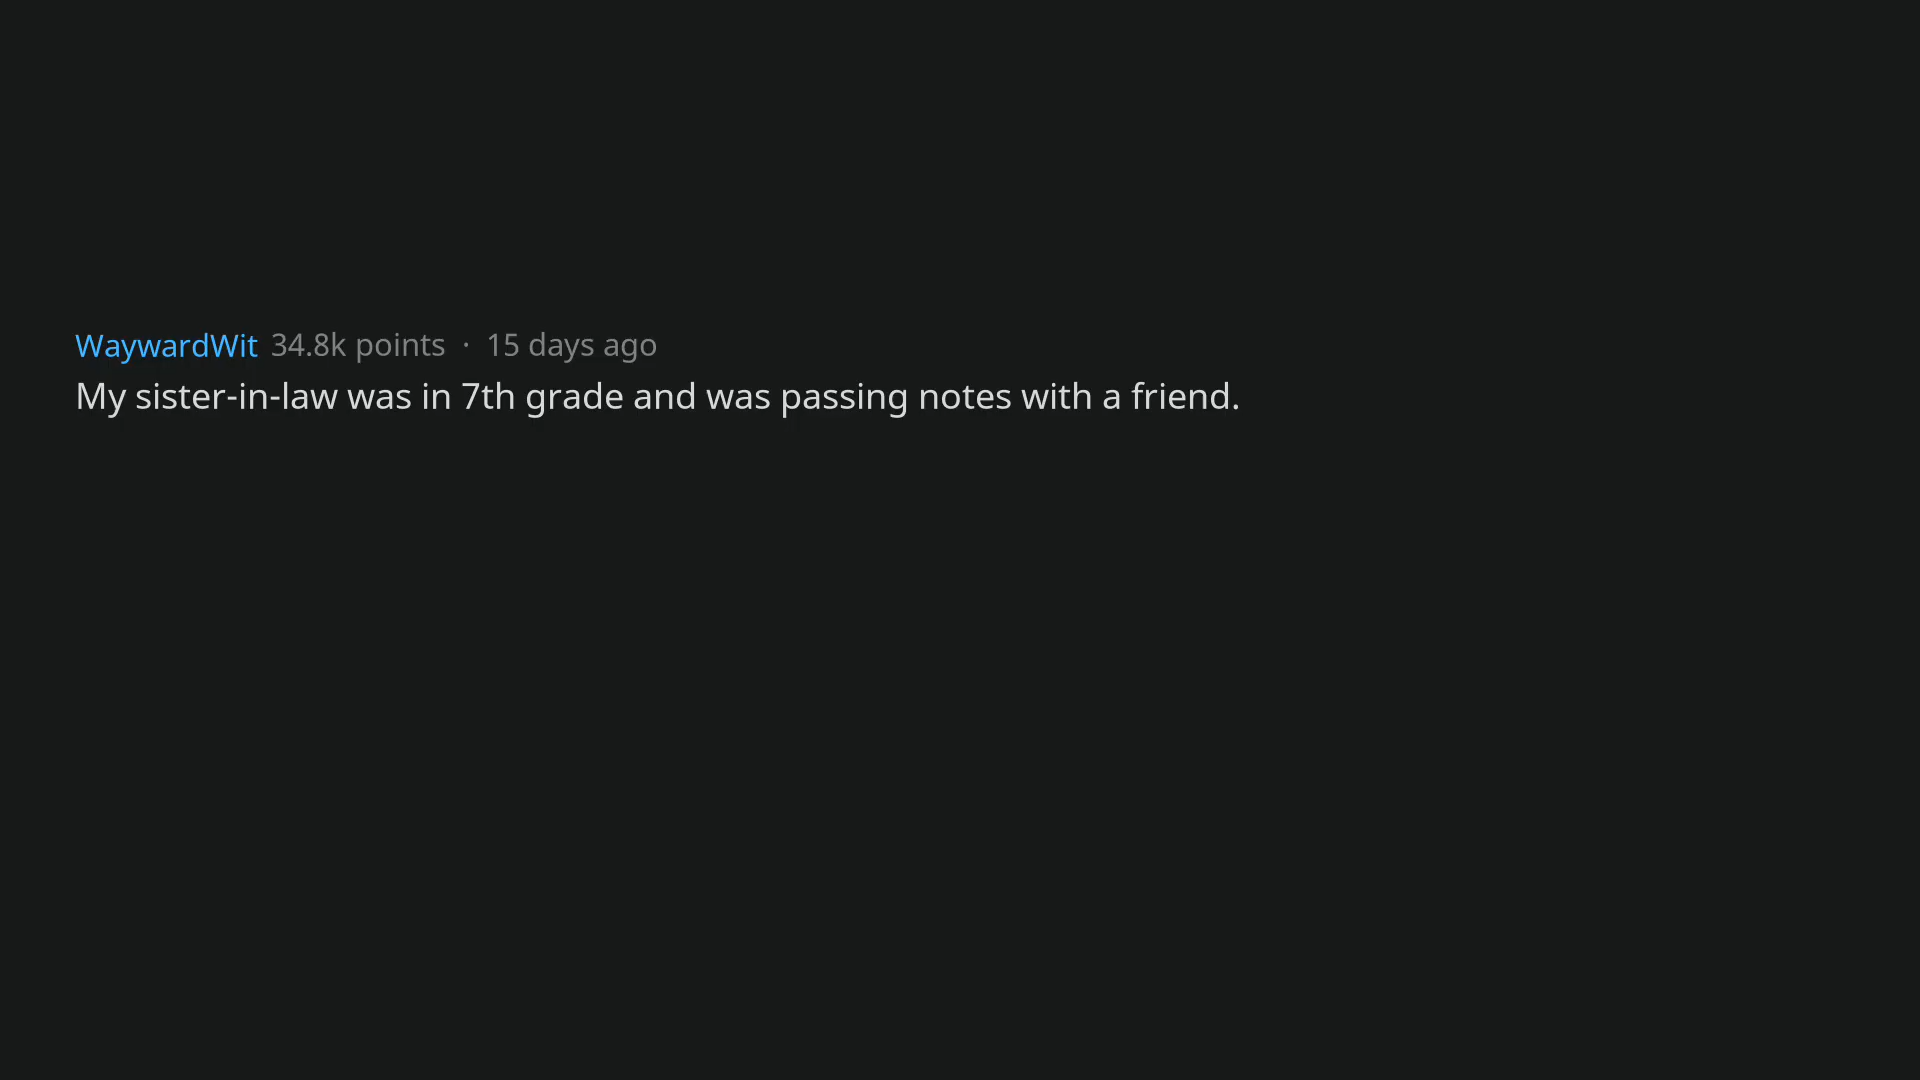 WaywardWit 34.8k points · 15 days ago
My sister-in-law was in 7th grade and was passing notes with a friend.